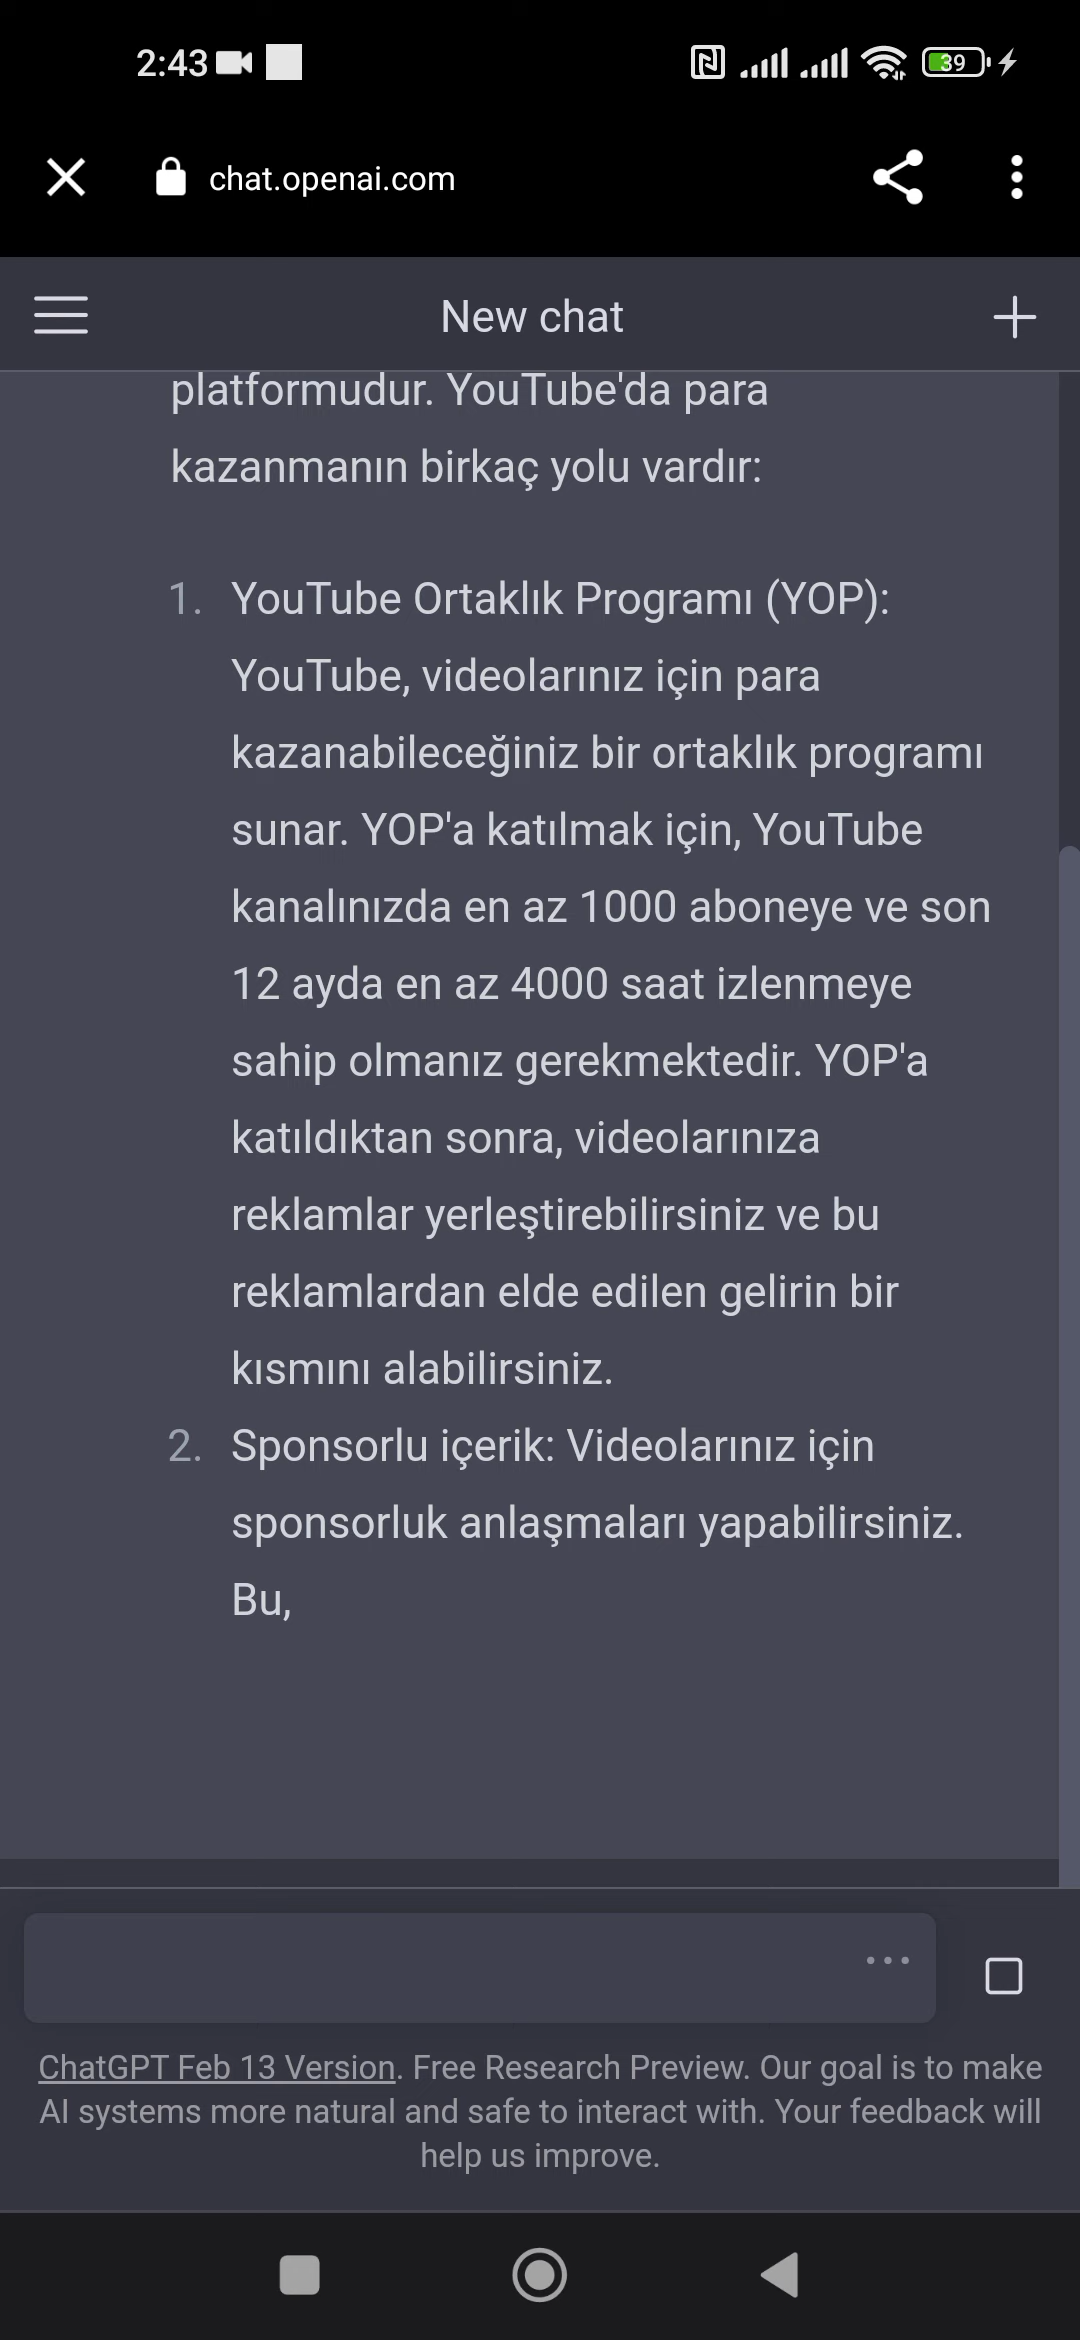 2:43
39
chat.openai.com
New chat
platformudur. YouTube'da para
kazanmanın birkaç yolu vardır:
1. YouTube Ortaklık Programı (YOP):
YouTube, videolarınız için para
kazanabileceğiniz bir ortaklık programı
sunar. YOP'a katılmak için, YouTube
kanalınızda en az 1000 aboneye ve son
12 ayda en az 4000 saat izlenmeye
sahip olmanız gerekmektedir. YOP'a
katıldıktan sonra, videolarınıza
reklamlar yerleştirebilirsiniz ve bu
reklamlardan elde edilen gelirin bir
kısmını alabilirsiniz.
2. Sponsorlu içerik: Videolarınız için
sponsorluk anlaşmaları yapabilirsiniz.
Bu,
ChatGPT Feb 13 Version. Free Research Preview. Our goal is to make
AI systems more natural and safe to interact with. Your feedback will
help us improve.